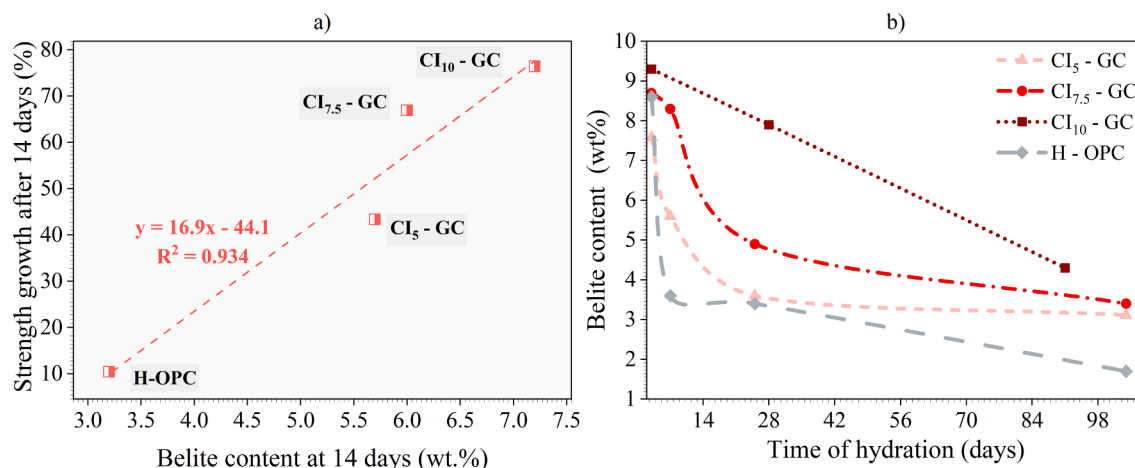 a)
Strength growth after 14 days (%)
80
70
60
50
40
30
20
10
CI₁₀ - GC
CI₇.₅ - GC
CI₅ - GC
H-OPC
y = 16.9x - 44.1
R² = 0.934
3.0 3.5 4.0 4.5 5.0 5.5 6.0 6.5 7.0 7.5
Belite content at 14 days (wt.%)
b)
Belite content (wt%)
10
9
8
7
6
5
4
3
2
1
CI₅ - GC
CI₇.₅ - GC
CI₁₀ - GC
H - OPC
14 28 42 56 70 84 98
Time of hydration (days)